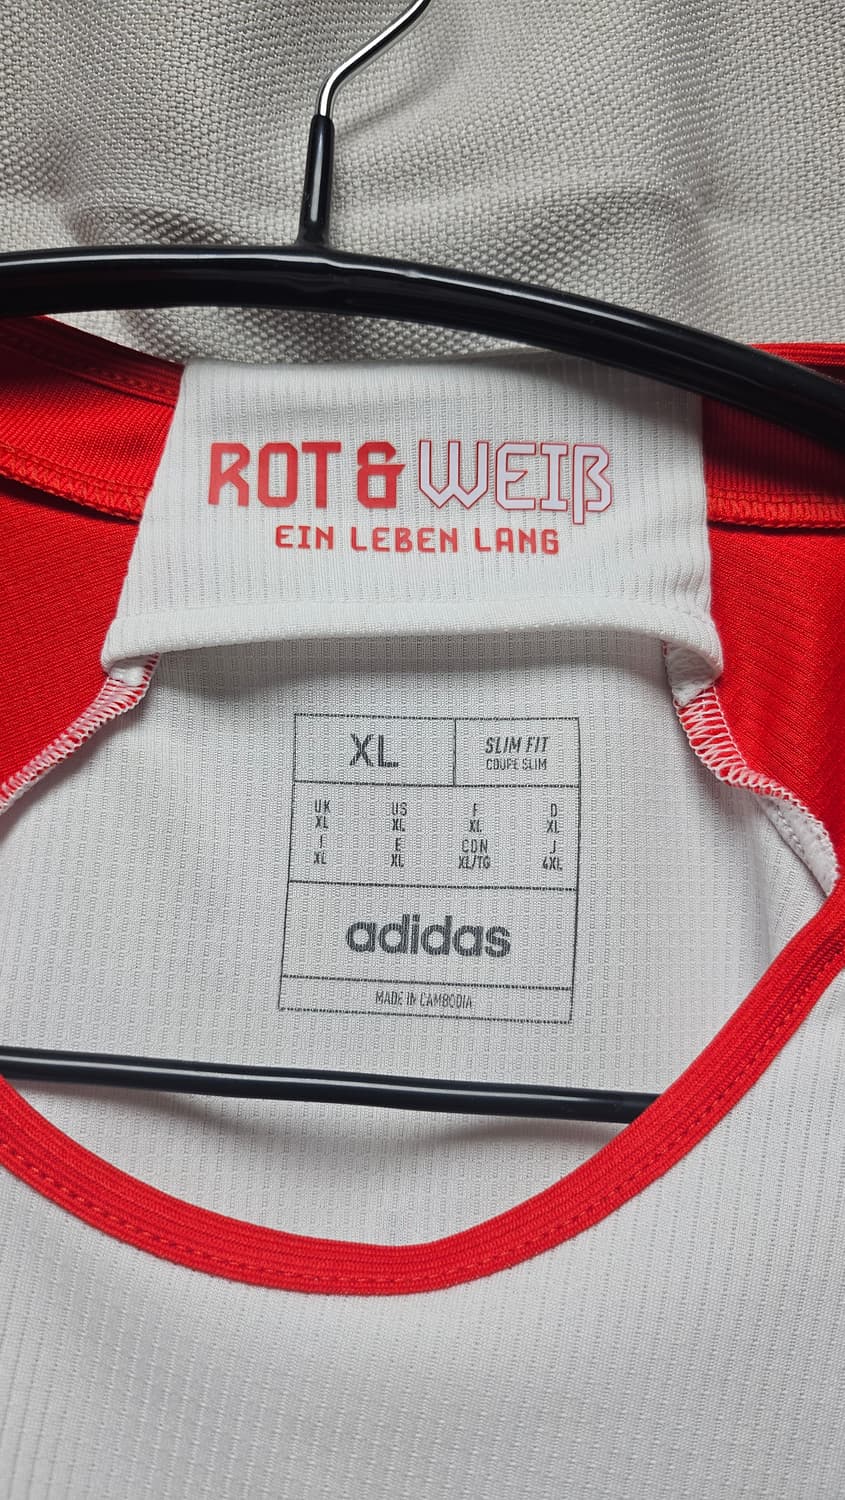 ROT & WEIß
EIN LEBEN LANG
XL
SLIM FIT
COUPE SLIM
UK US F D
XL XL XL XL
I E CDN J
XL XL XL/TG 4XL
adidas
MADE IN CAMBODIA